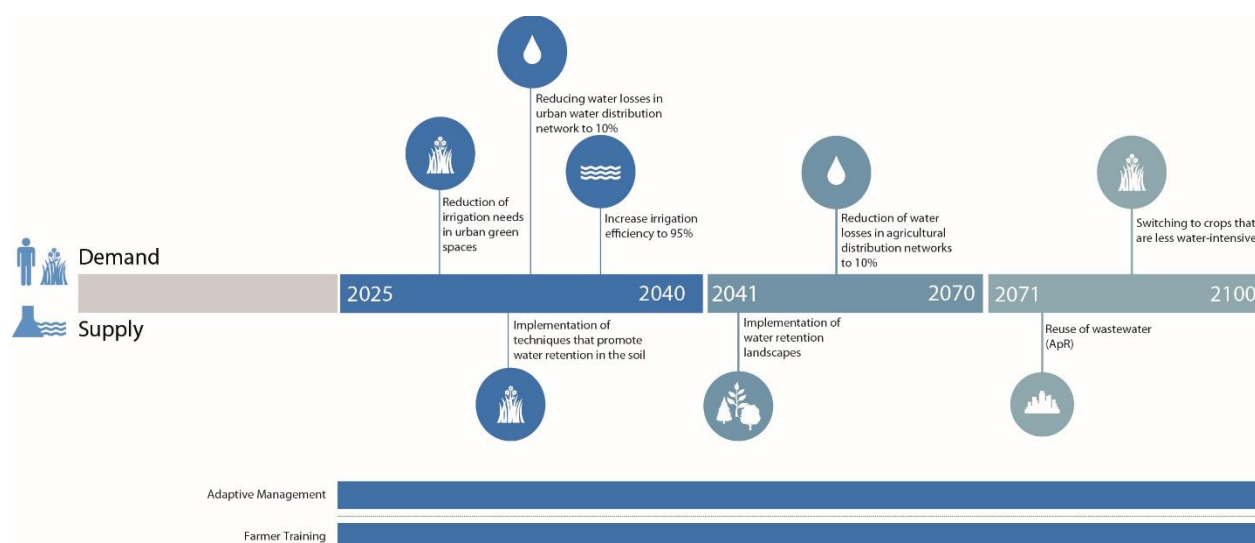 Reducing water losses in
urban water distribution
network to 10%
Reduction of
irrigation needs
in urban green
spaces
Increase irrigation
efficiency to 95%
Reduction of water
losses in agricultural
distribution networks
to 10%
Switching to crops that
are less water-intensive
Demand
2025
2040
2041
2070
2071
2100
Supply
Implementation of
techniques that promote
water retention in the soil
Implementation of
water retention
landscapes
Reuse of wastewater
(ApR)
Adaptive Management
Farmer Training